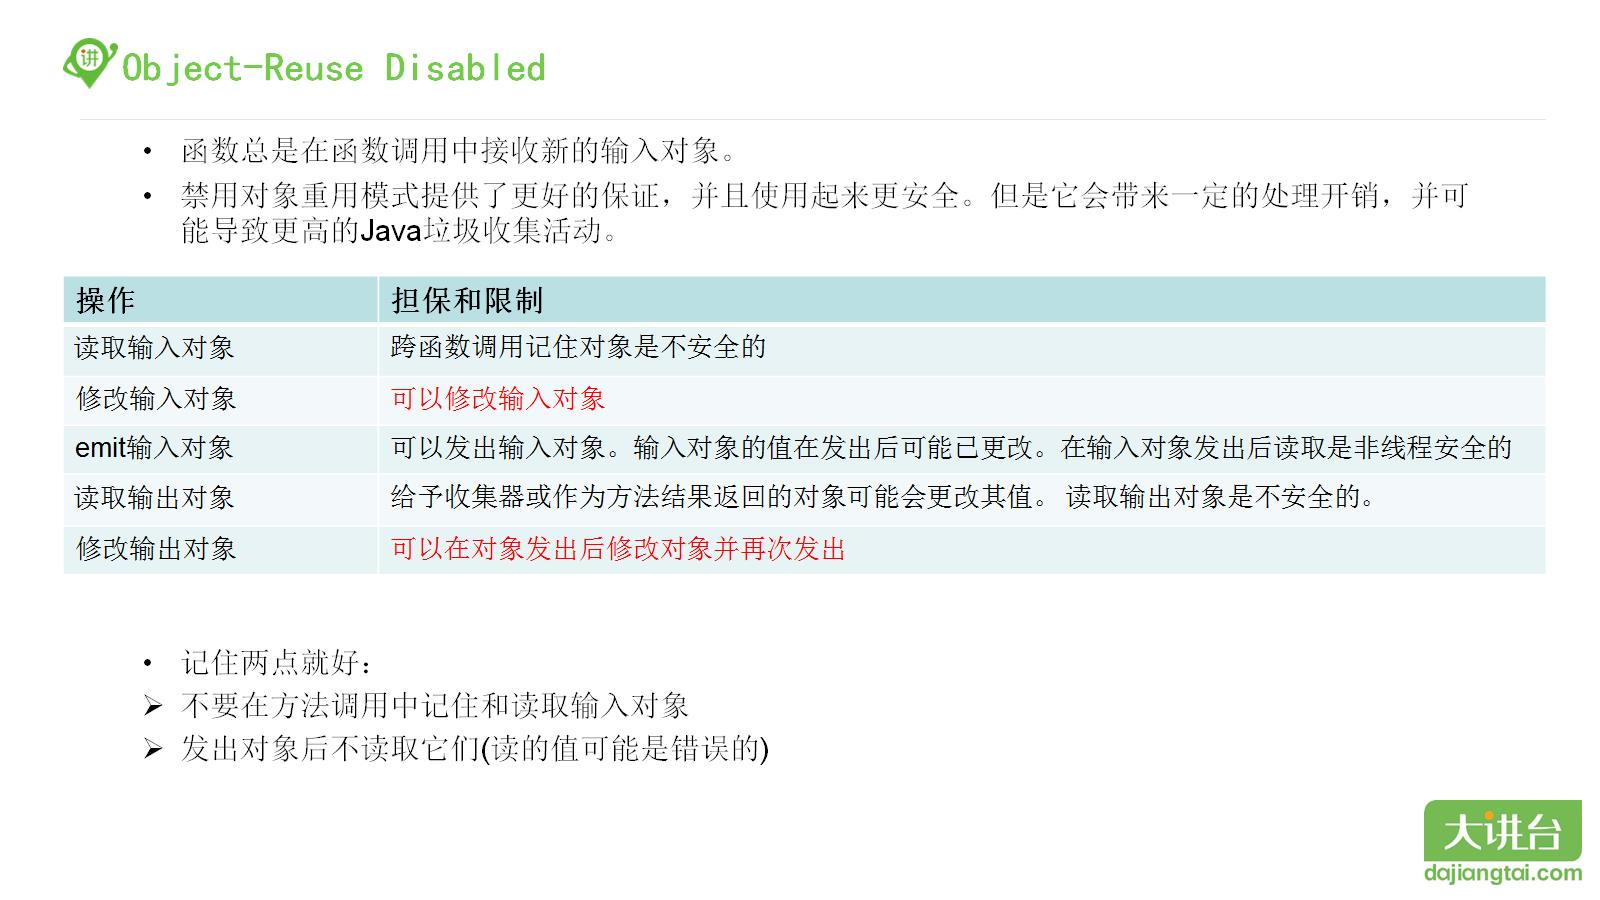 讲
Object-Reuse Disabled
• 函数总是在函数调用中接收新的输入对象。
• 禁用对象重用模式提供了更好的保证，并且使用起来更安全。但是它会带来一定的处理开销，并可
能导致更高的Java垃圾收集活动。
操作 担保和限制
读取输入对象 跨函数调用记住对象是不安全的
修改输入对象 可以修改输入对象
emit输入对象 可以发出输入对象。输入对象的值在发出后可能已更改。在输入对象发出后读取是非线程安全的
读取输出对象 给予收集器或作为方法结果返回的对象可能会更改其值。 读取输出对象是不安全的。
修改输出对象 可以在对象发出后修改对象并再次发出
• 记住两点就好：
➢ 不要在方法调用中记住和读取输入对象
➢ 发出对象后不读取它们(读的值可能是错误的)
大讲台
dajiangtai.com